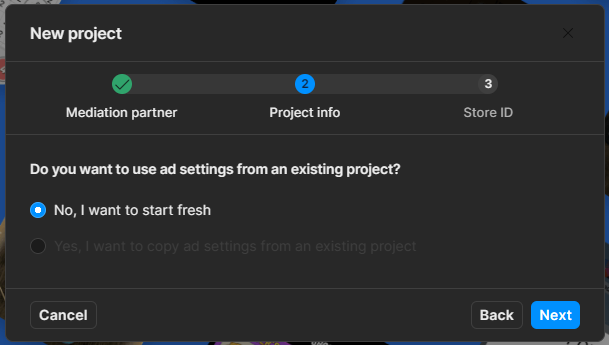 New project
2
3
Mediation partner
Project info
Store ID
Do you want to use ad settings from an existing project?
No, I want to start fresh
Yes, I want to copy ad settings from an existing project
Cancel
Back
Next